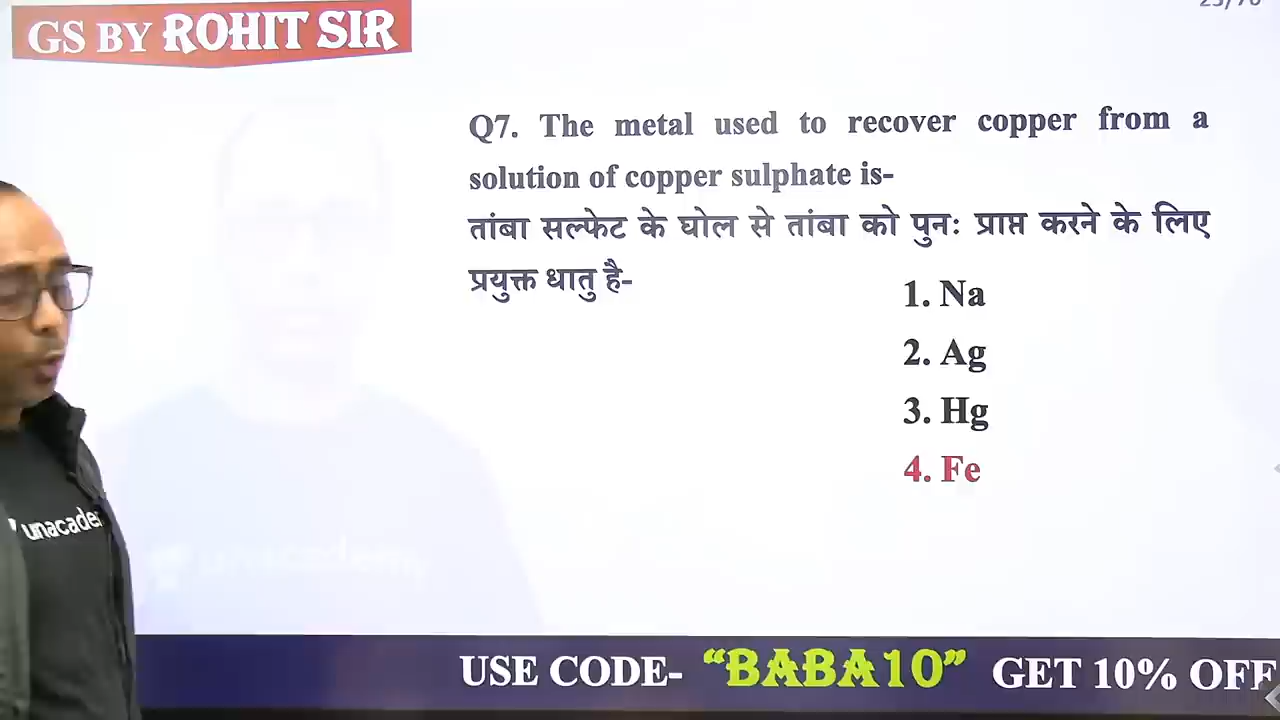 GS BY ROHIT SIR
Q7. The metal used to recover copper from a
solution of copper sulphate is-
तांबा सल्फेट के घोल से तांबा को पुनः प्राप्त करने के लिए
प्रयुक्त धातु है-
1. Na
2. Ag
3. Hg
4. Fe
USE CODE- “BABA10” GET 10% OFF